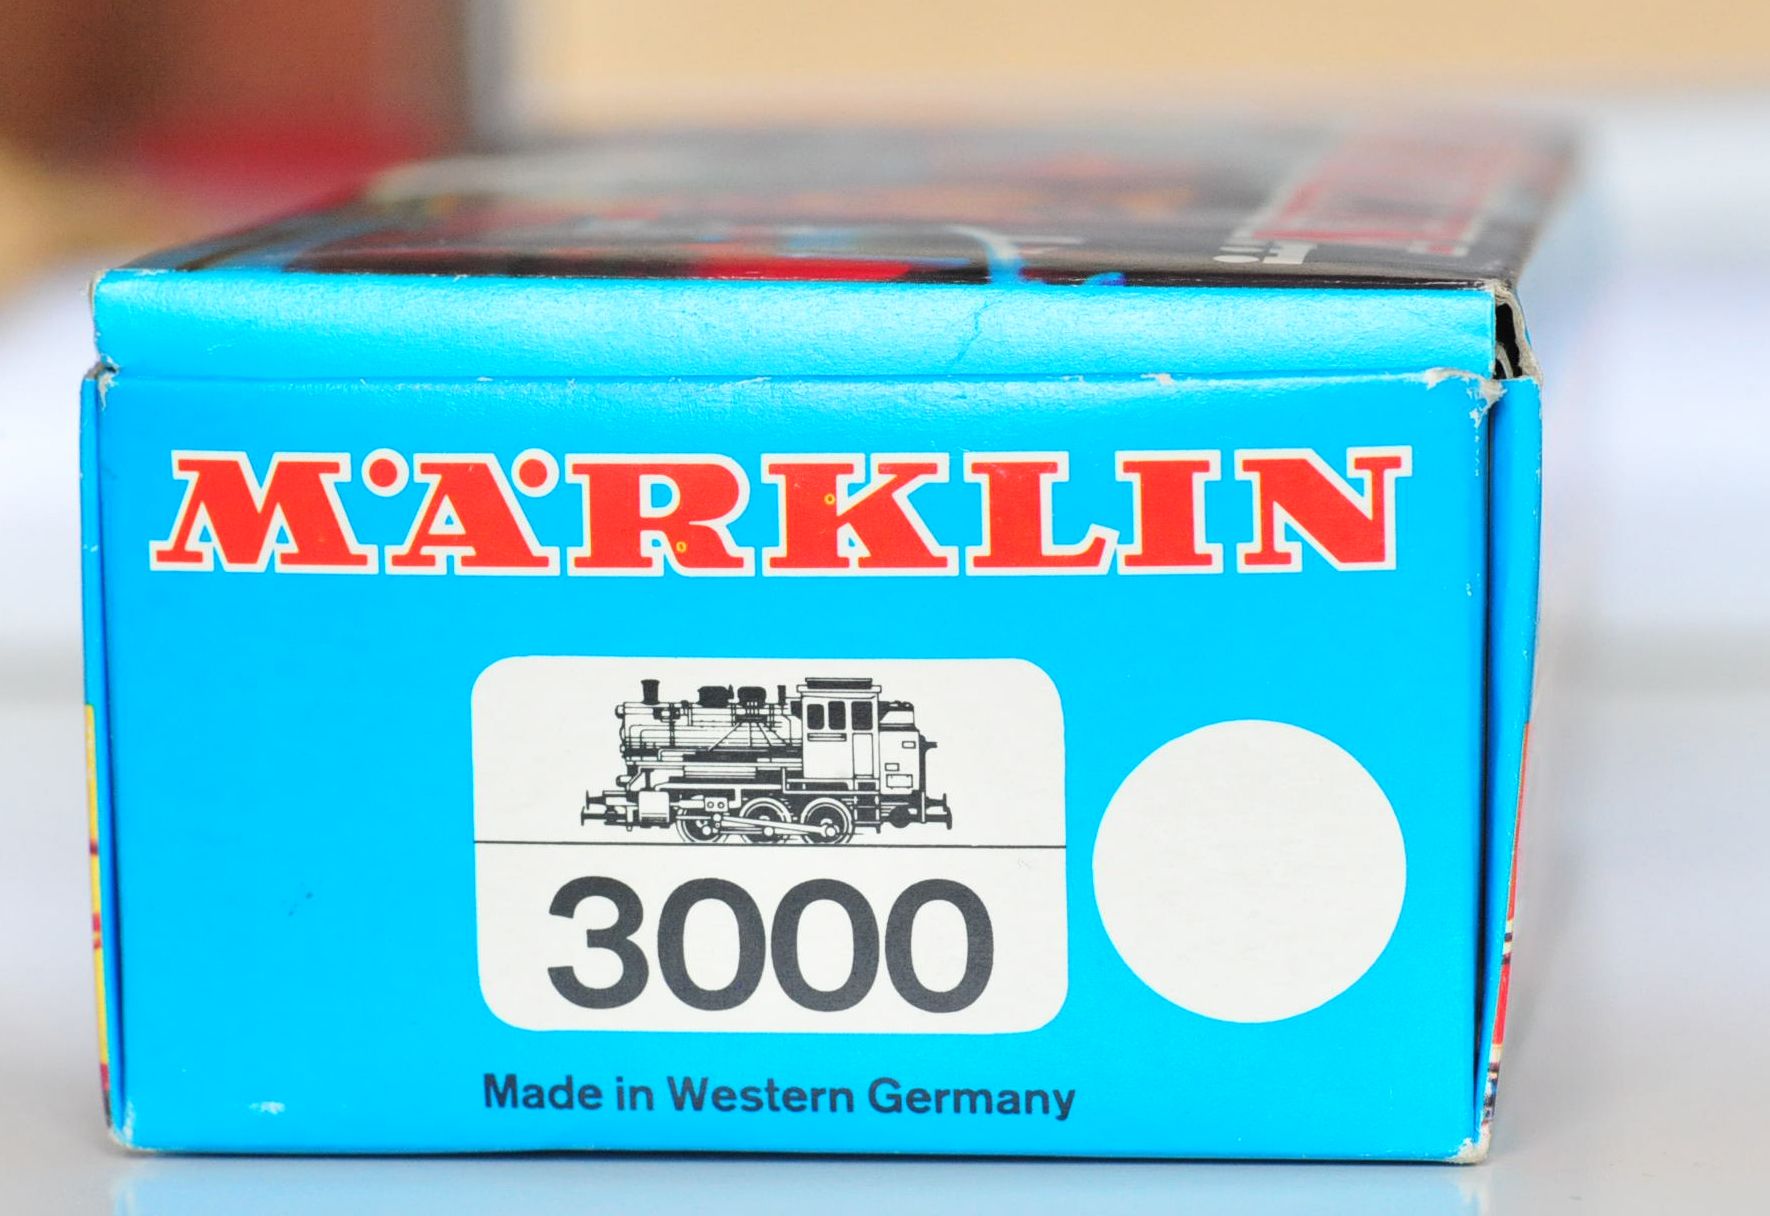 MÄRKLIN
3000
Made in Western Germany